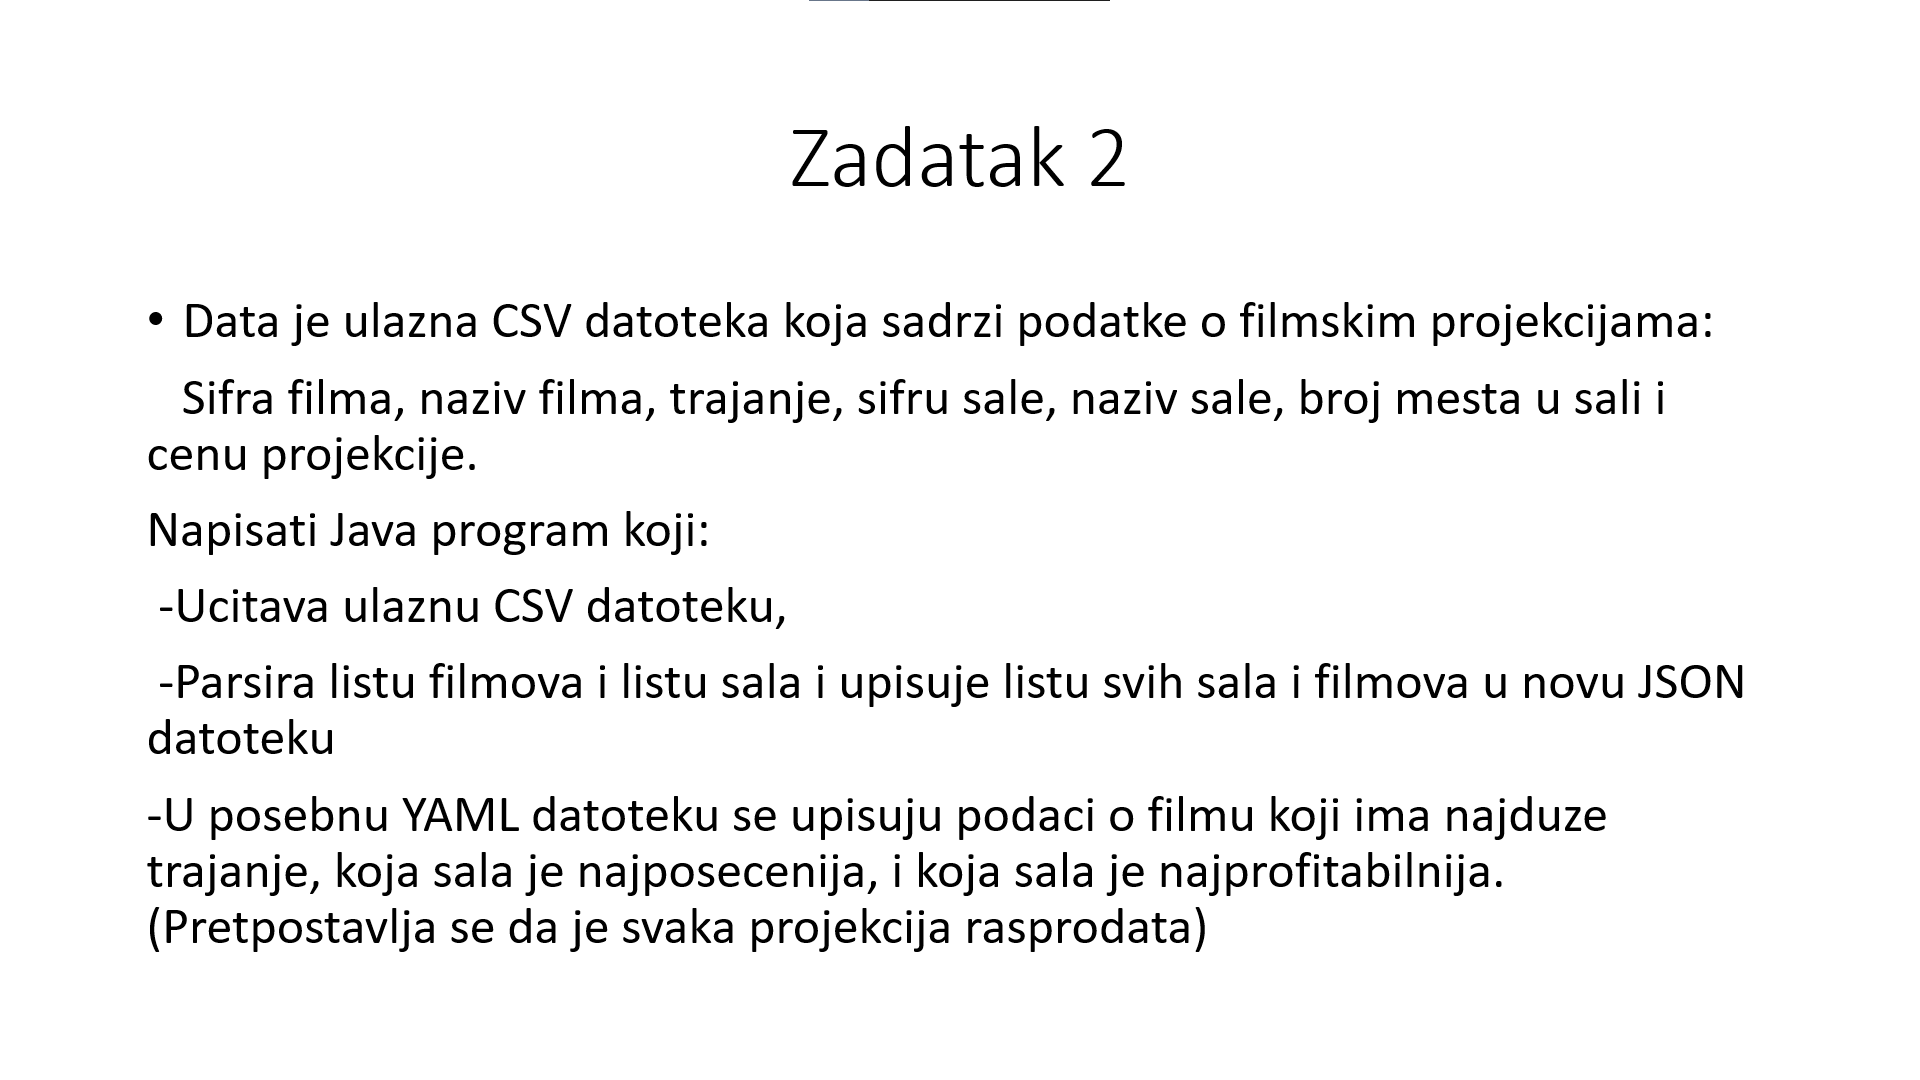 Zadatak 2
• Data je ulazna CSV datoteka koja sadrzi podatke o filmskim projekcijama:
Sifra filma, naziv filma, trajanje, sifru sale, naziv sale, broj mesta u sali i
cenu projekcije.
Napisati Java program koji:
-Ucitava ulaznu CSV datoteku,
-Parsira listu filmova i listu sala i upisuje listu svih sala i filmova u novu JSON
datoteku
-U posebnu YAML datoteku se upisuju podaci o filmu koji ima najduze
trajanje, koja sala je najposecenija, i koja sala je najprofitabilnija.
(Pretpostavlja se da je svaka projekcija rasprodata)